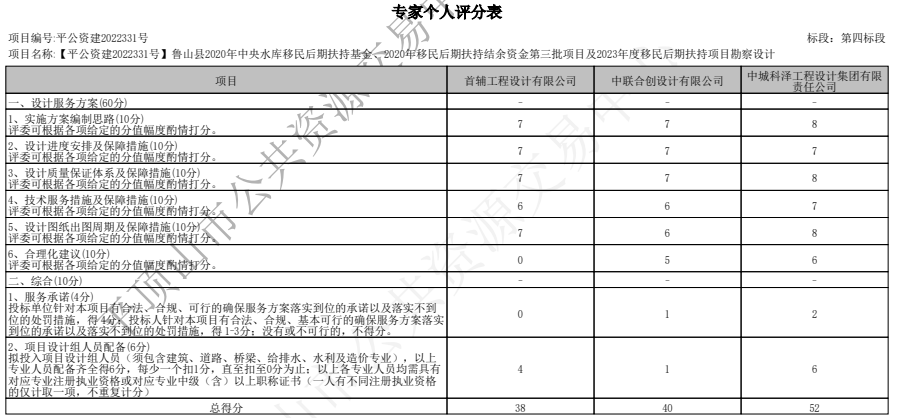 专家个人评分表
项目编号:平公资建2022331号 标段：第四标段
项目名称:【平公资建2022331号】鲁山县2020年中央水库移民后期扶持基金、2020年移民后期扶持结余资金第三批项目及2023年度移民后期扶持项目勘察设计
项目 首辅工程设计有限公司 中联合创设计有限公司 中城科泽工程设计集团有限
责任公司
一、设计服务方案(60分) - - -
1、实施方案编制思路(10分)
评委可根据各项给定的分值幅度酌情打分。 7 7 8
2、设计进度安排及保障措施(10分)
评委可根据各项给定的分值幅度酌情打分。 7 7 7
3、设计质量保证体系及保障措施(10分)
评委可根据各项给定的分值幅度酌情打分。 7 7 8
4、技术服务措施及保障措施(10分)
评委可根据各项给定的分值幅度酌情打分。 6 6 7
5、设计图纸出图周期及保障措施(10分)
评委可根据各项给定的分值幅度酌情打分。 7 6 8
6、合理化建议(10分)
评委可根据各项给定的分值幅度酌情打分。 0 5 6
二、综合(10分) - - -
1、服务承诺(4分)
投标单位针对本项目有合法、合规、可行的确保服务方案落实到位的承诺以及落实不到
位的处罚措施，得 4分；投标人针对本项目有合法、合规、基本可行的确保服务方案落实
到位的承诺以及落实不到位的处罚措施，得 1-3分；没有或不可行的，不得分。 0 1 2
2、项目设计组人员配备(6分)
拟投入项目设计组人员（须包含建筑、道路、桥梁、给排水、水利及造价专业），以上
专业人员配备齐全得6分，每少一个扣1分，直至扣至0分为止；以上各专业人员均需具有
对应专业注册执业资格或对应专业中级（含）以上职称证书（一人有不同注册执业资格
的仅计取一项，不重复计分） 4 1 6
总得分 38 40 52
平顶山市公共资源交易中